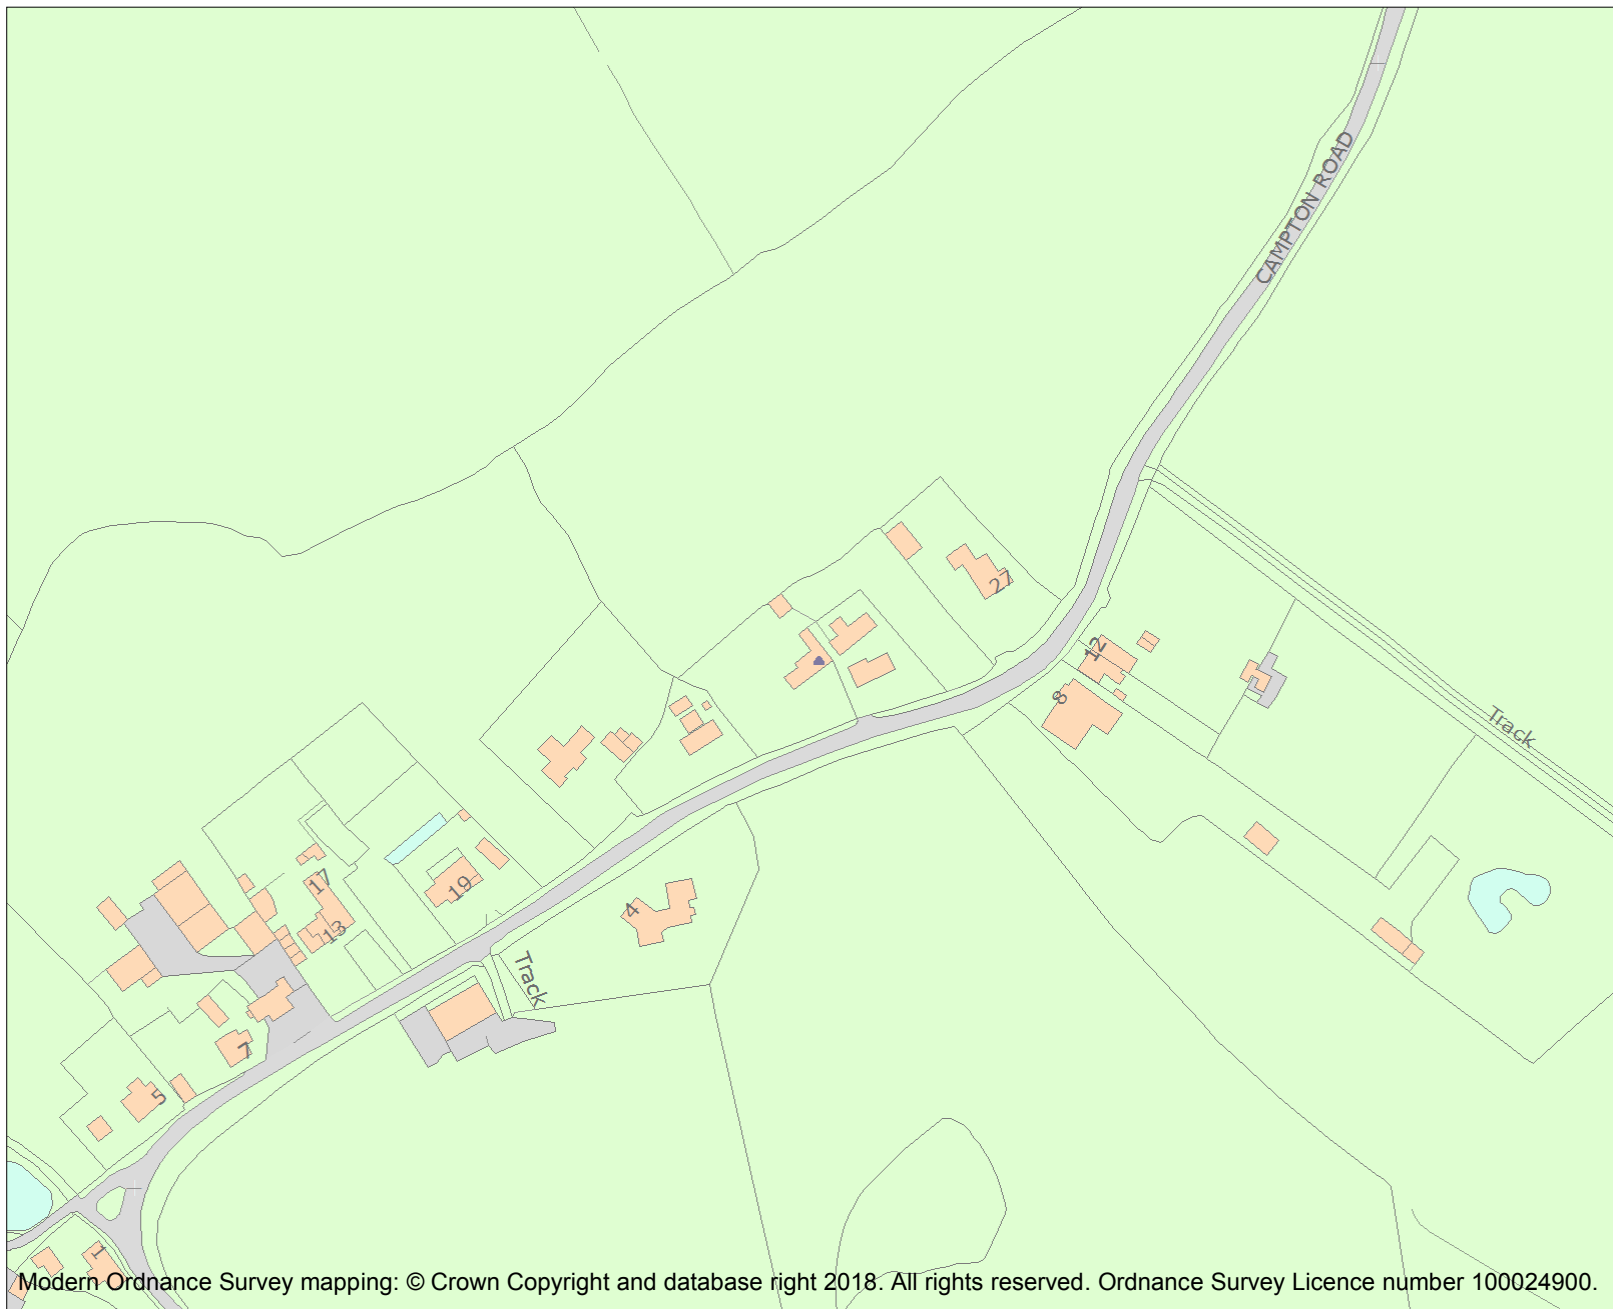 CAMPTON ROAD
27
12
8
Track
17
19
13
4
Track
7
5
1
Modern Ordnance Survey mapping: © Crown Copyright and database right 2018. All rights reserved. Ordnance Survey Licence number 100024900.